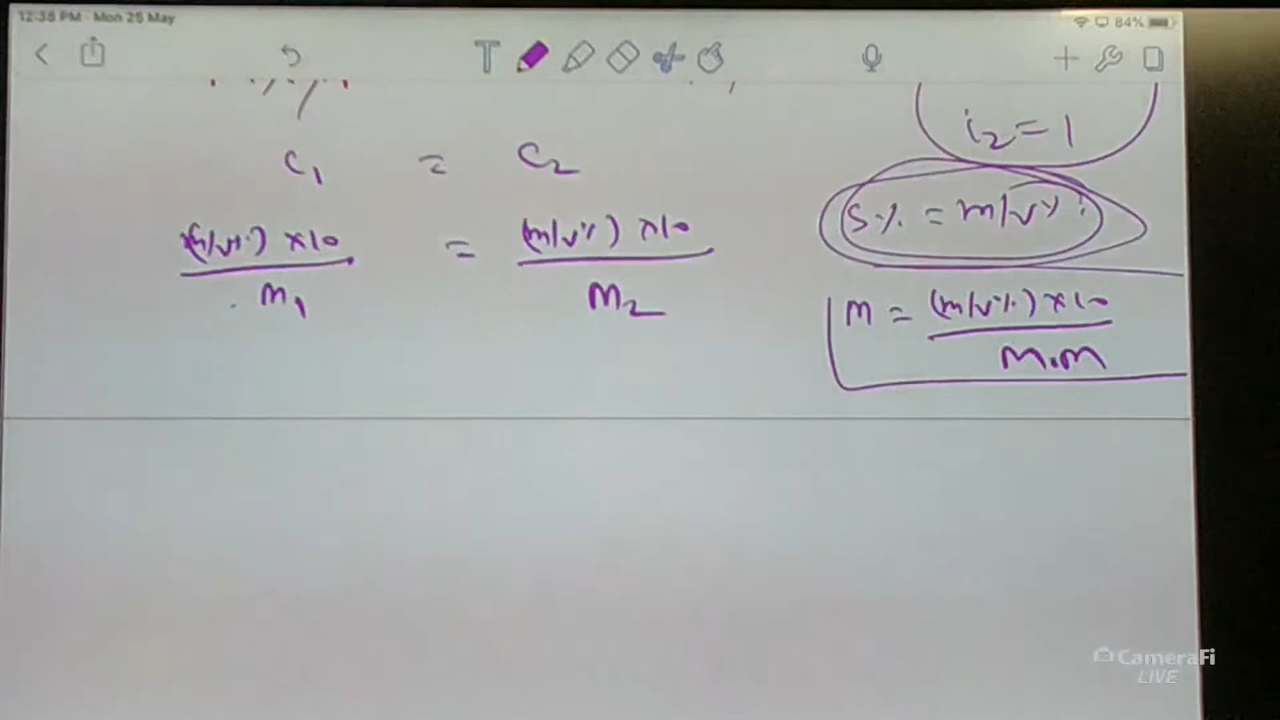 12:38 PM Mon 25 May
84%
T
i₂ = 1
C₁ = C₂
S% = m/v%
(m/v%) × 10 = (m/v%) × 10
M₁ M₂
M = (m/v%) × 10
M.M
CameraFi
LIVE